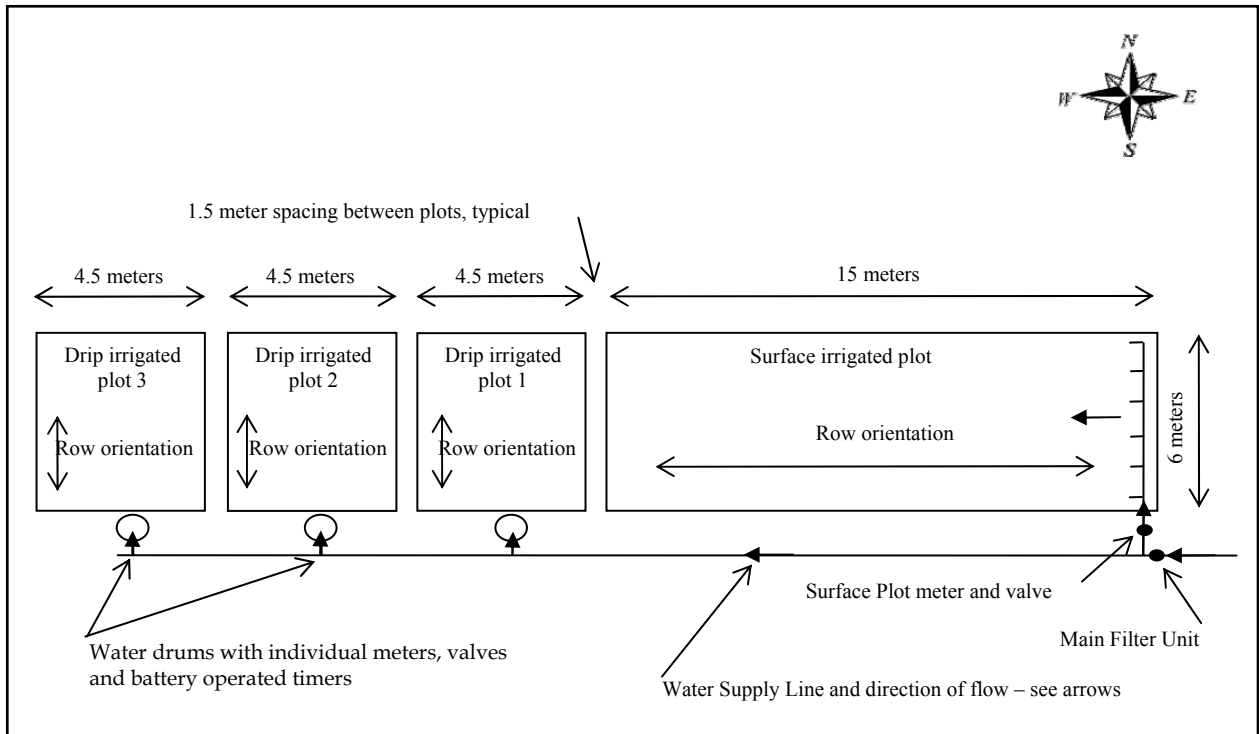 N
W
E
S
1.5 meter spacing between plots, typical
4.5 meters
4.5 meters
4.5 meters
15 meters
Drip irrigated
plot 3
Row orientation
Drip irrigated
plot 2
Row orientation
Drip irrigated
plot 1
Row orientation
Surface irrigated plot
Row orientation
6 meters
Surface Plot meter and valve
Main Filter Unit
Water drums with individual meters, valves
and battery operated timers
Water Supply Line and direction of flow – see arrows